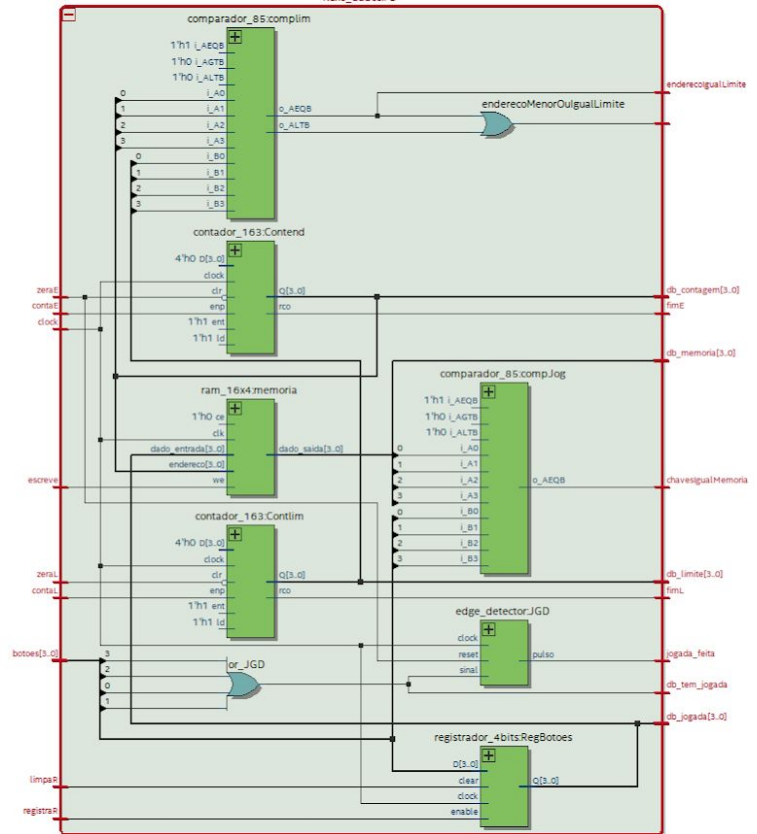 comparador_85:complim
1'h1 i_AEQB
1'h0 i_AGTB
1'h0 i_ALTB
0 i_A0
1 i_A1 o_AEQB
2 i_A2 o_ALTB
3 i_A3
0 i_B0
1 i_B1
2 i_B2
3 i_B3
enderecoMenorOuIgualLimite
enderecoIgualLimite
contador_163:Contend
4'h0 D[3..0]
clock
clr Q[3..0]
enp rco
1'h1 ent
1'h1 ld
zeraE
contaE
clock
db_contagem[3..0]
fimE
db_memoria[3..0]
ram_16x4:memoria
1'h0 ce
clk
dado_entrada[3..0] dado_saida[3..0]
endereco[3..0]
we
escreve
comparador_85:compJog
1'h1 i_AEQB
1'h0 i_AGTB
1'h0 i_ALTB
0 i_A0
1 i_A1
2 i_A2
3 i_A3 o_AEQB
0 i_B0
1 i_B1
2 i_B2
3 i_B3
chavesIgualMemoria
contador_163:Contlim
4'h0 D[3..0]
clock
clr Q[3..0]
enp rco
1'h1 ent
1'h1 ld
zeraL
contaL
db_limite[3..0]
fimL
edge_detector:JGD
clock
reset pulso
sinal
jogada_feita
db_tem_jogada
db_jogada[3..0]
botoes[3..0]
3
2
0
1
or_JGD
registrador_4bits:RegBotoes
D[3..0]
clear Q[3..0]
clock
enable
limpaR
registraR